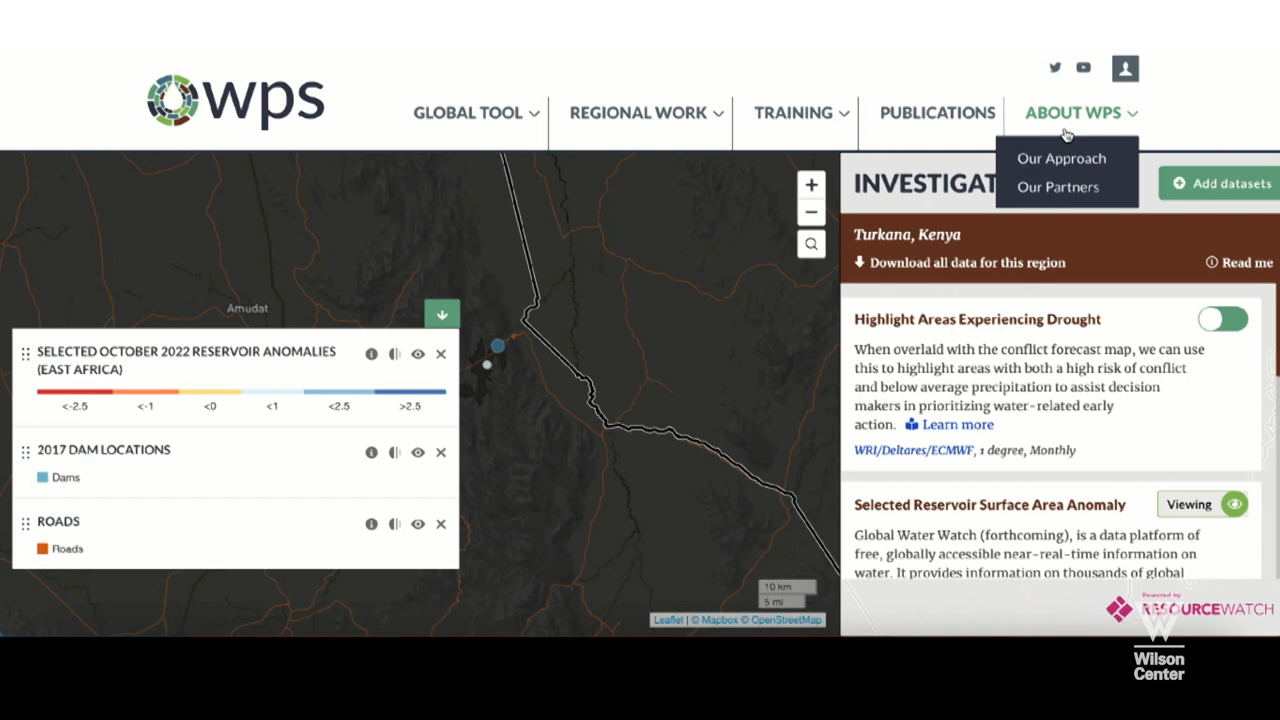 wps
GLOBAL TOOL
REGIONAL WORK
TRAINING
PUBLICATIONS
ABOUT WPS
Our Approach
Our Partners
INVESTIGAT
Add datasets
Turkana, Kenya
Download all data for this region
Read me
Highlight Areas Experiencing Drought
When overlaid with the conflict forecast map, we can use
this to highlight areas with both a high risk of conflict
and below average precipitation to assist decision
makers in prioritizing water-related early
action. Learn more
WRI/Deltares/ECMWF, 1 degree, Monthly
Selected Reservoir Surface Area Anomaly
Viewing
Global Water Watch (forthcoming), is a data platform of
free, globally accessible near-real-time information on
water. It provides information on thousands of global
Powered by
RESOURCEWATCH
Amudat
SELECTED OCTOBER 2022 RESERVOIR ANOMALIES
(EAST AFRICA)
<-2.5 <-1 <0 <1 <2.5 >2.5
2017 DAM LOCATIONS
Dams
ROADS
Roads
+
−
10 km
5 mi
Leaflet | © Mapbox © OpenStreetMap
W
Wilson
Center